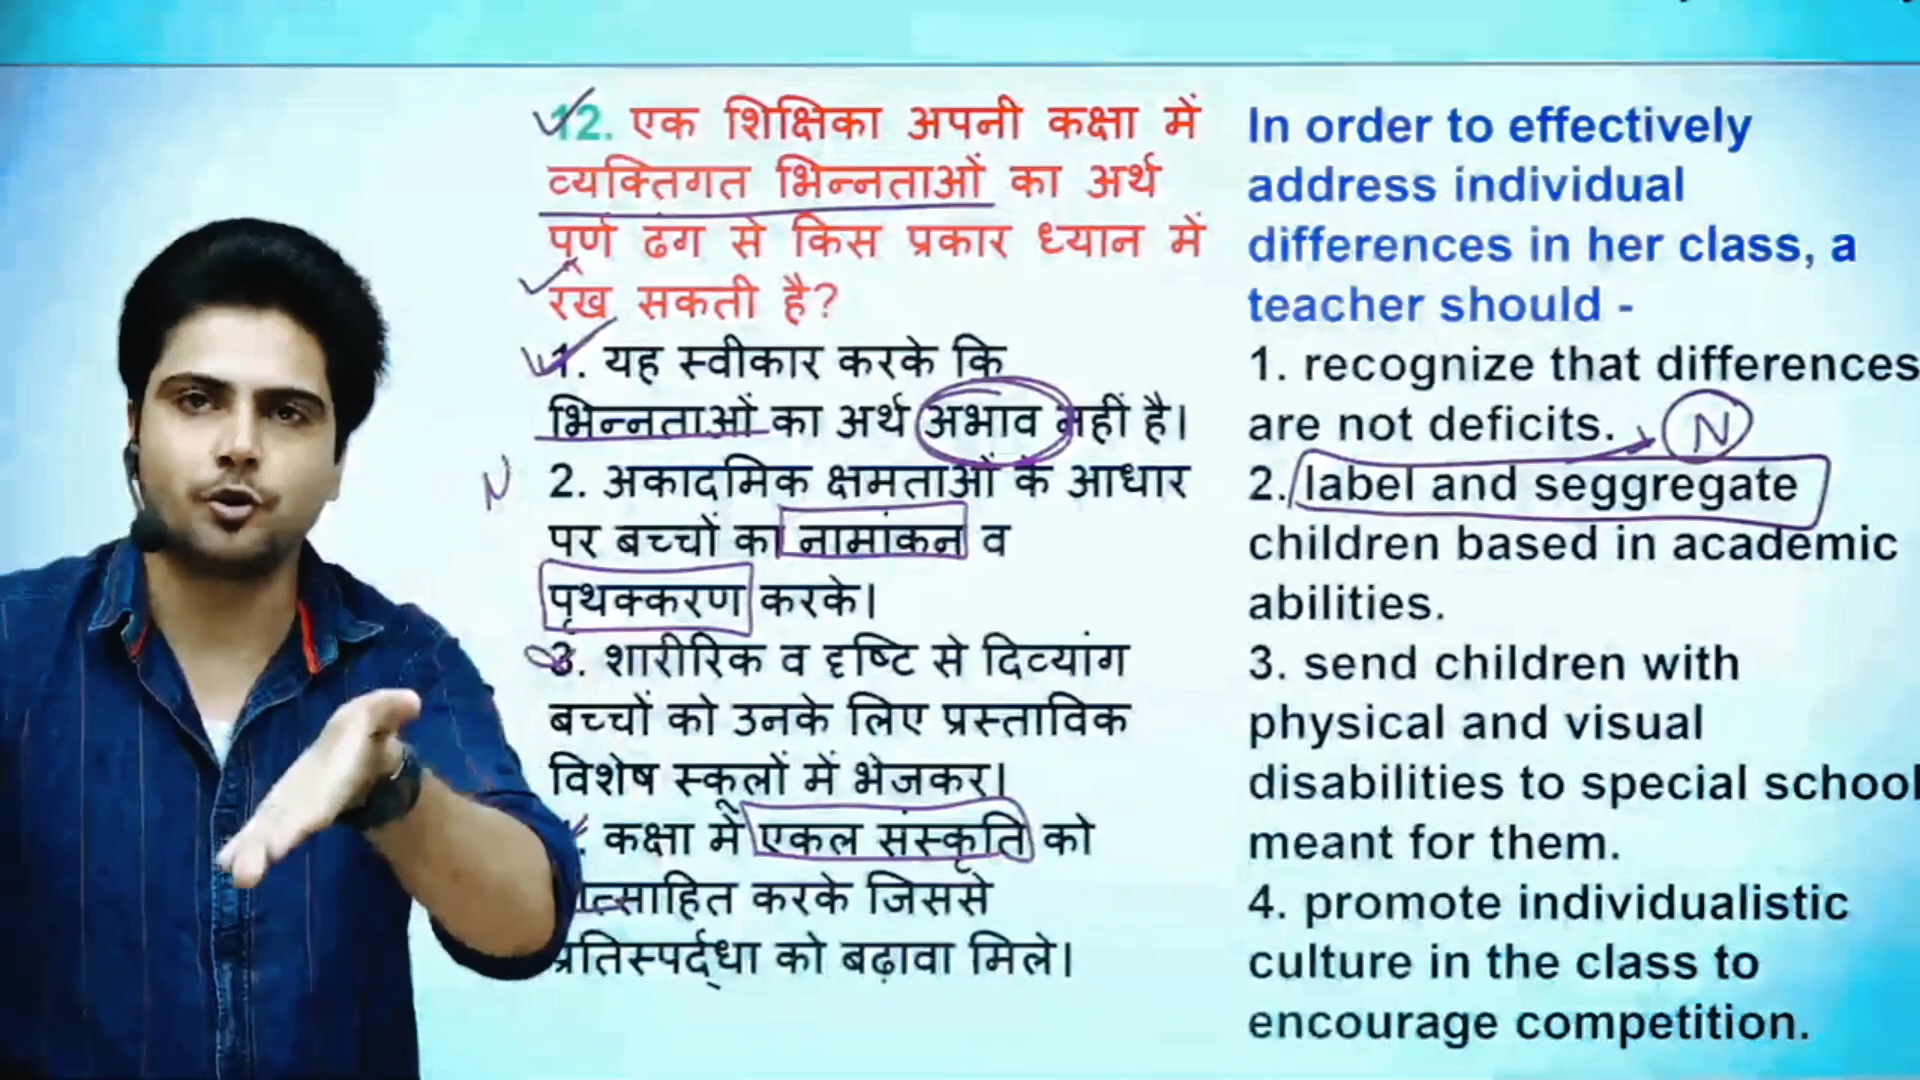 12. एक शिक्षिका अपनी कक्षा में
व्यक्तिगत भिन्नताओं का अर्थ
पूर्ण ढंग से किस प्रकार ध्यान में
रख सकती है?
1. यह स्वीकार करके कि
भिन्नताओं का अर्थ अभाव नहीं है।
N
2. अकादमिक क्षमताओं के आधार
पर बच्चों का नामांकन व
पृथक्करण करके।
3. शारीरिक व दृष्टि से दिव्यांग
बच्चों को उनके लिए प्रस्ताविक
विशेष स्कूलों में भेजकर।
कक्षा में एकल संस्कृति को
करके जिससे
प्रतिस्पर्द्धा को बढ़ावा मिले।
In order to effectively
address individual
differences in her class, a
teacher should -
1. recognize that differences
are not deficits.
N
2. label and seggregate
children based in academic
abilities.
3. send children with
physical and visual
disabilities to special school
meant for them.
4. promote individualistic
culture in the class to
encourage competition.